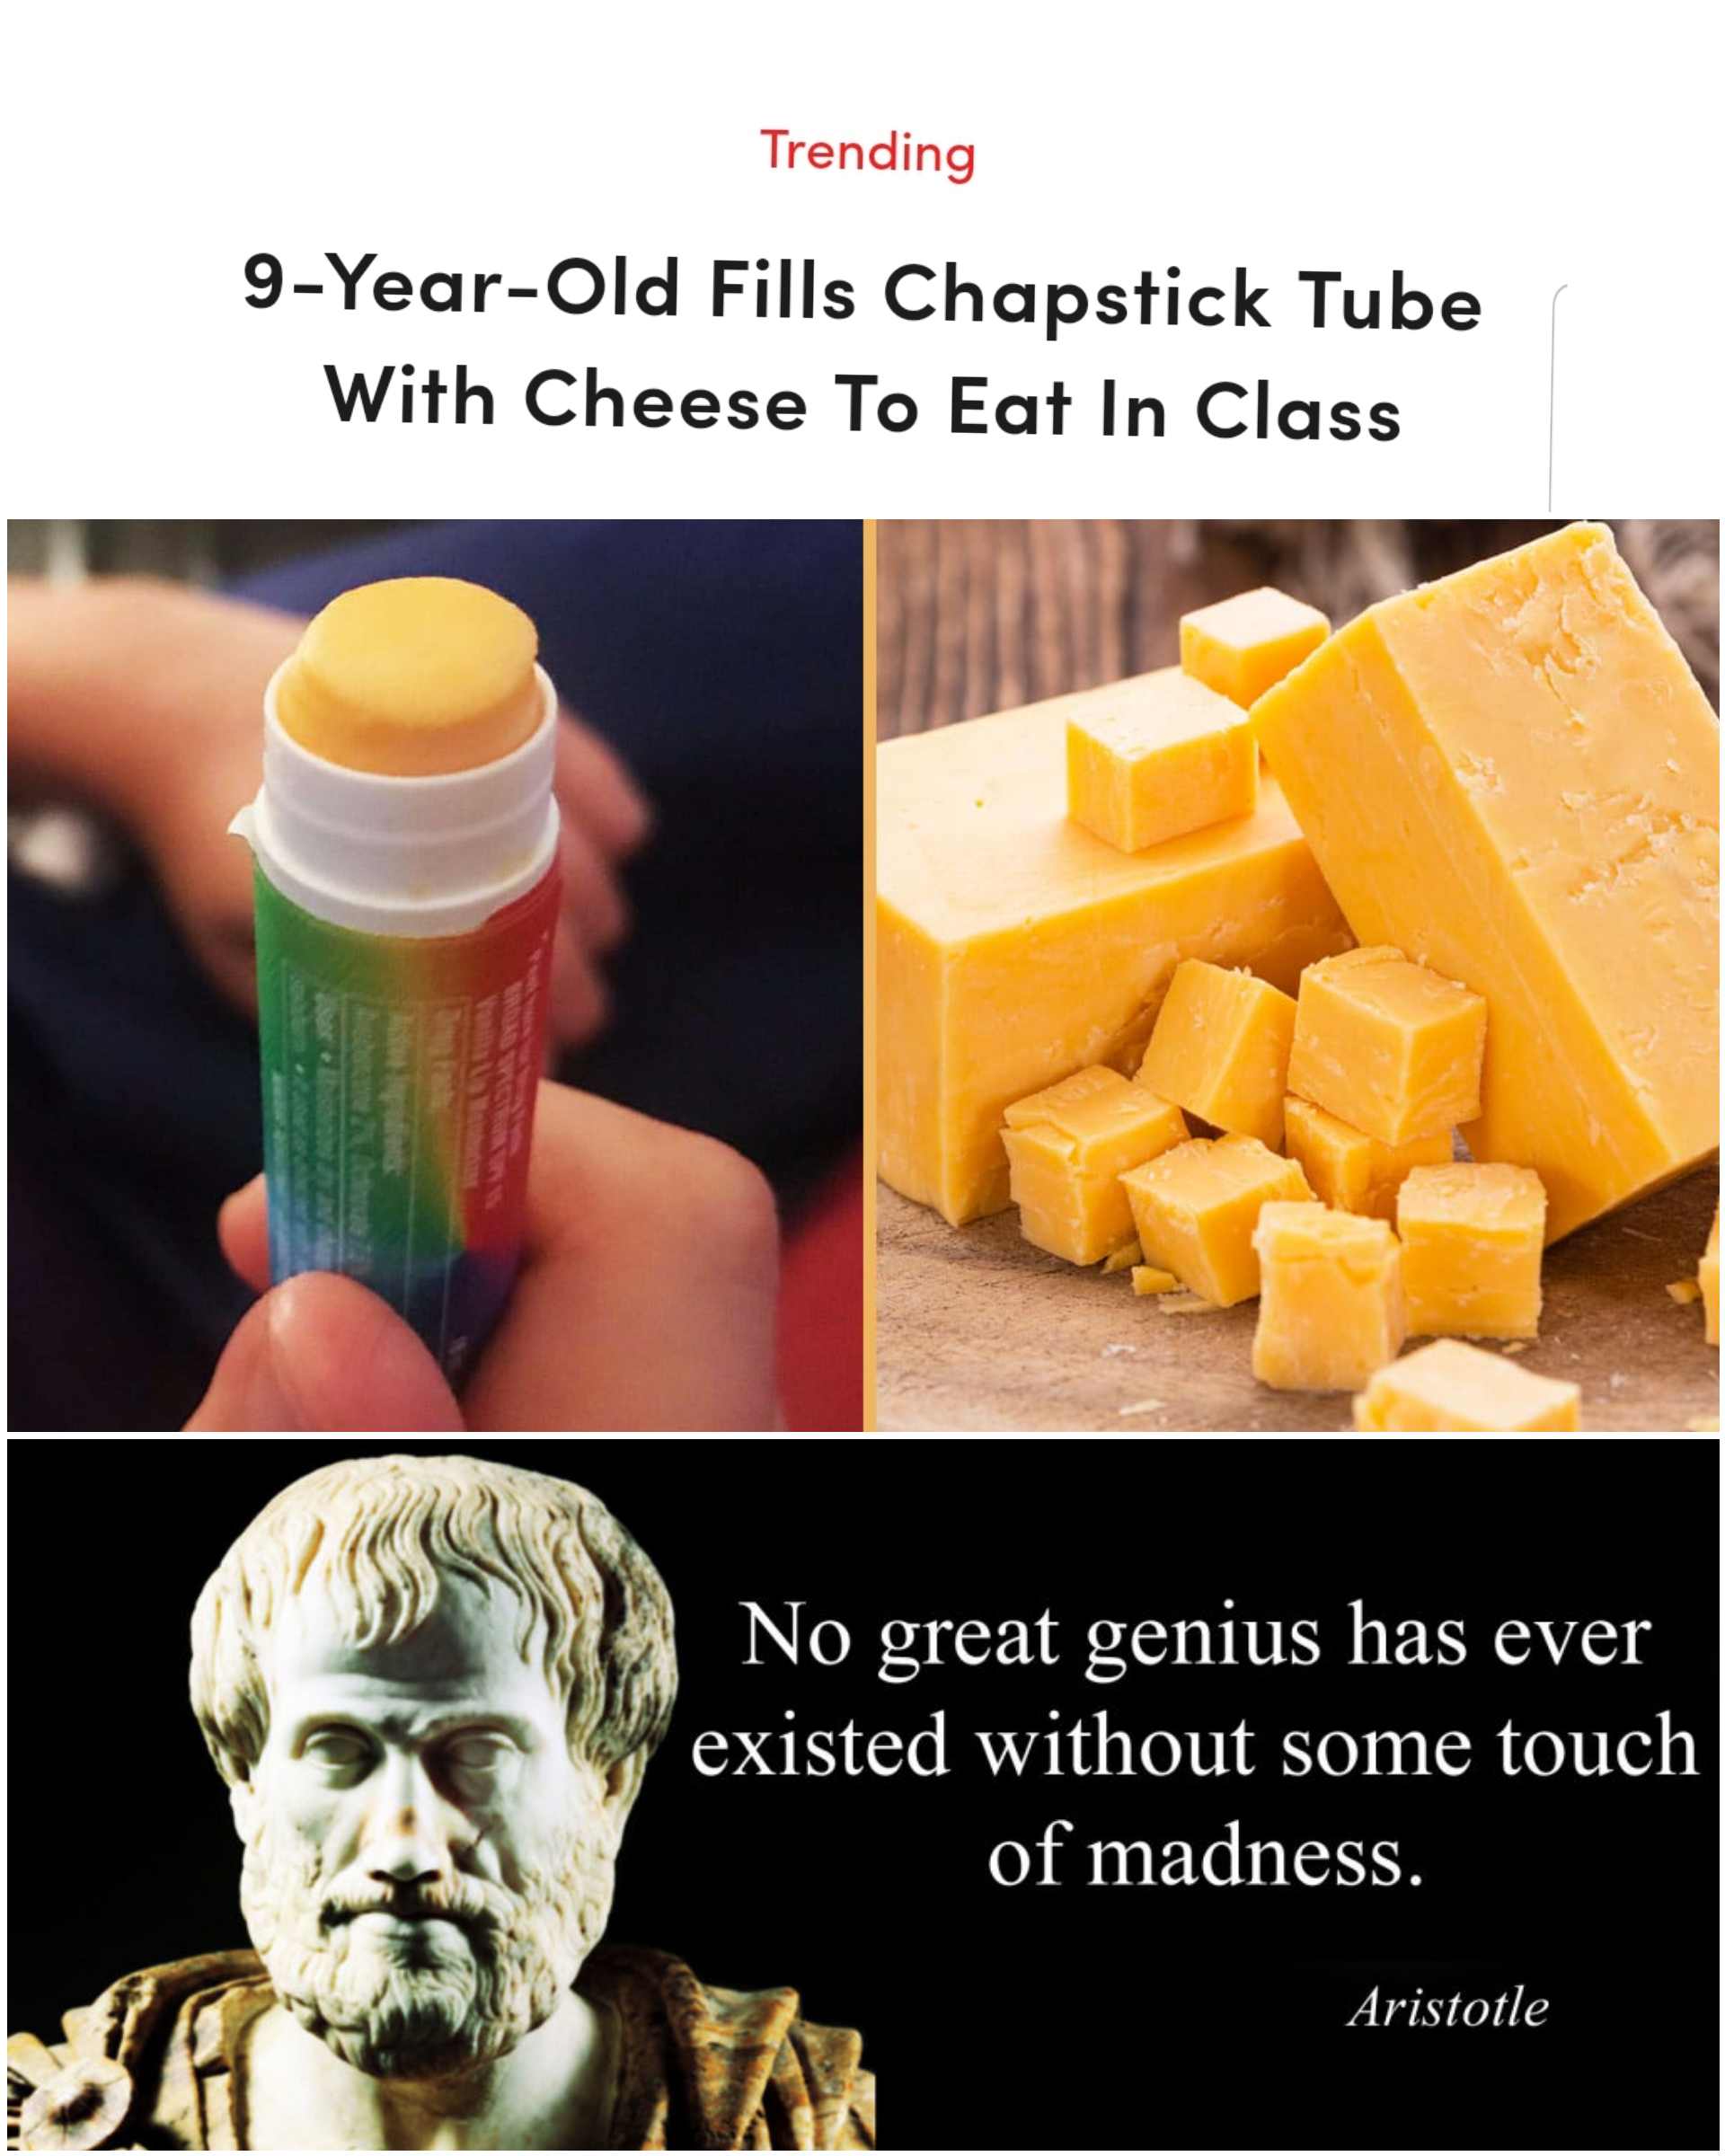 Trending
9-Year-Old Fills Chapstick Tube
With Cheese To Eat In Class
No great genius has ever
existed without some touch
of madness.
Aristotle